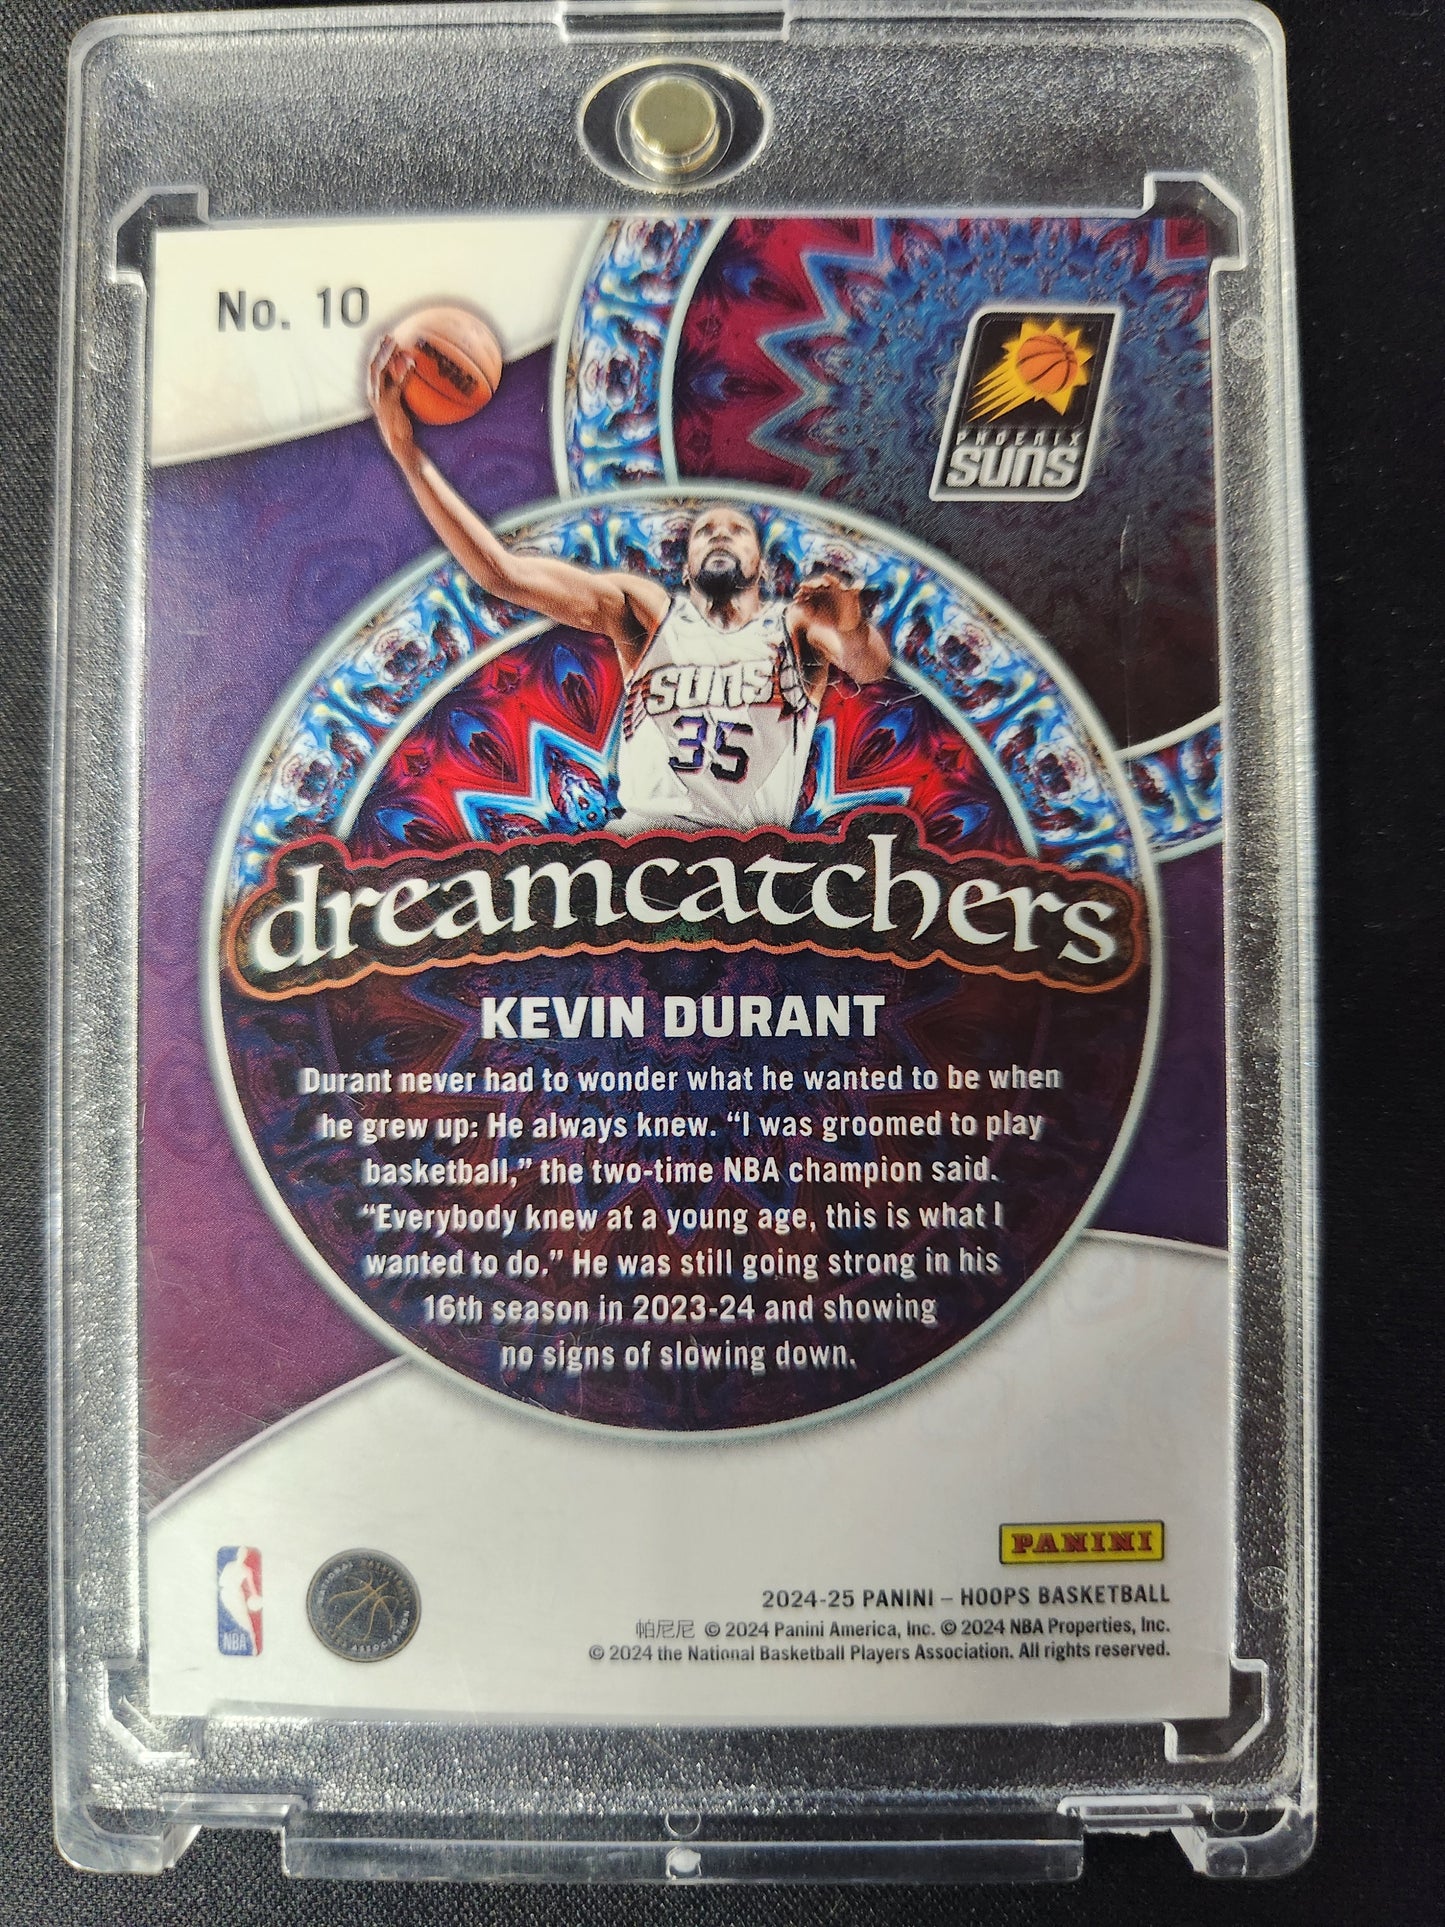 No. 10
PHOENIX
SUNS
SUNS
35
dreamcatchers
KEVIN DURANT
Durant never had to wonder what he wanted to be when
he grew up: He always knew. “I was groomed to play
basketball,” the two-time NBA champion said.
“Everybody knew at a young age, this is what I
wanted to do.” He was still going strong in his
16th season in 2023-24 and showing
no signs of slowing down.
PANINI
2024-25 PANINI – HOOPS BASKETBALL
帕尼尼 © 2024 Panini America, Inc. © 2024 NBA Properties, Inc.
© 2024 the National Basketball Players Association. All rights reserved.
NBA